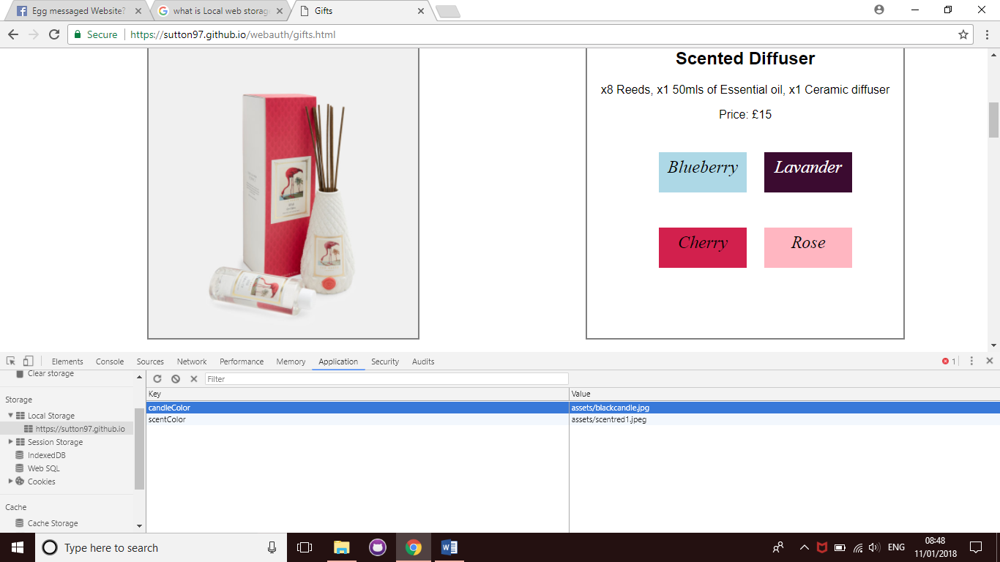 Egg messaged Website? what is Local web storag Gifts
Secure https://sutton97.github.io/webauth/gifts.html
Scented Diffuser
x8 Reeds, x1 50mls of Essential oil, x1 Ceramic diffuser
Price: £15
Blueberry Lavander
Cherry Rose
Elements Console Sources Network Performance Memory Application Security Audits 1
Clear storage
Filter
Key Value
Storage
candleColor assets/blackcandle.jpg
Local Storage
scentColor assets/scentred1.jpeg
https://sutton97.github.io
Session Storage
IndexedDB
Web SQL
Cookies
Cache
Cache Storage
Type here to search
ENG
08:48
11/01/2018